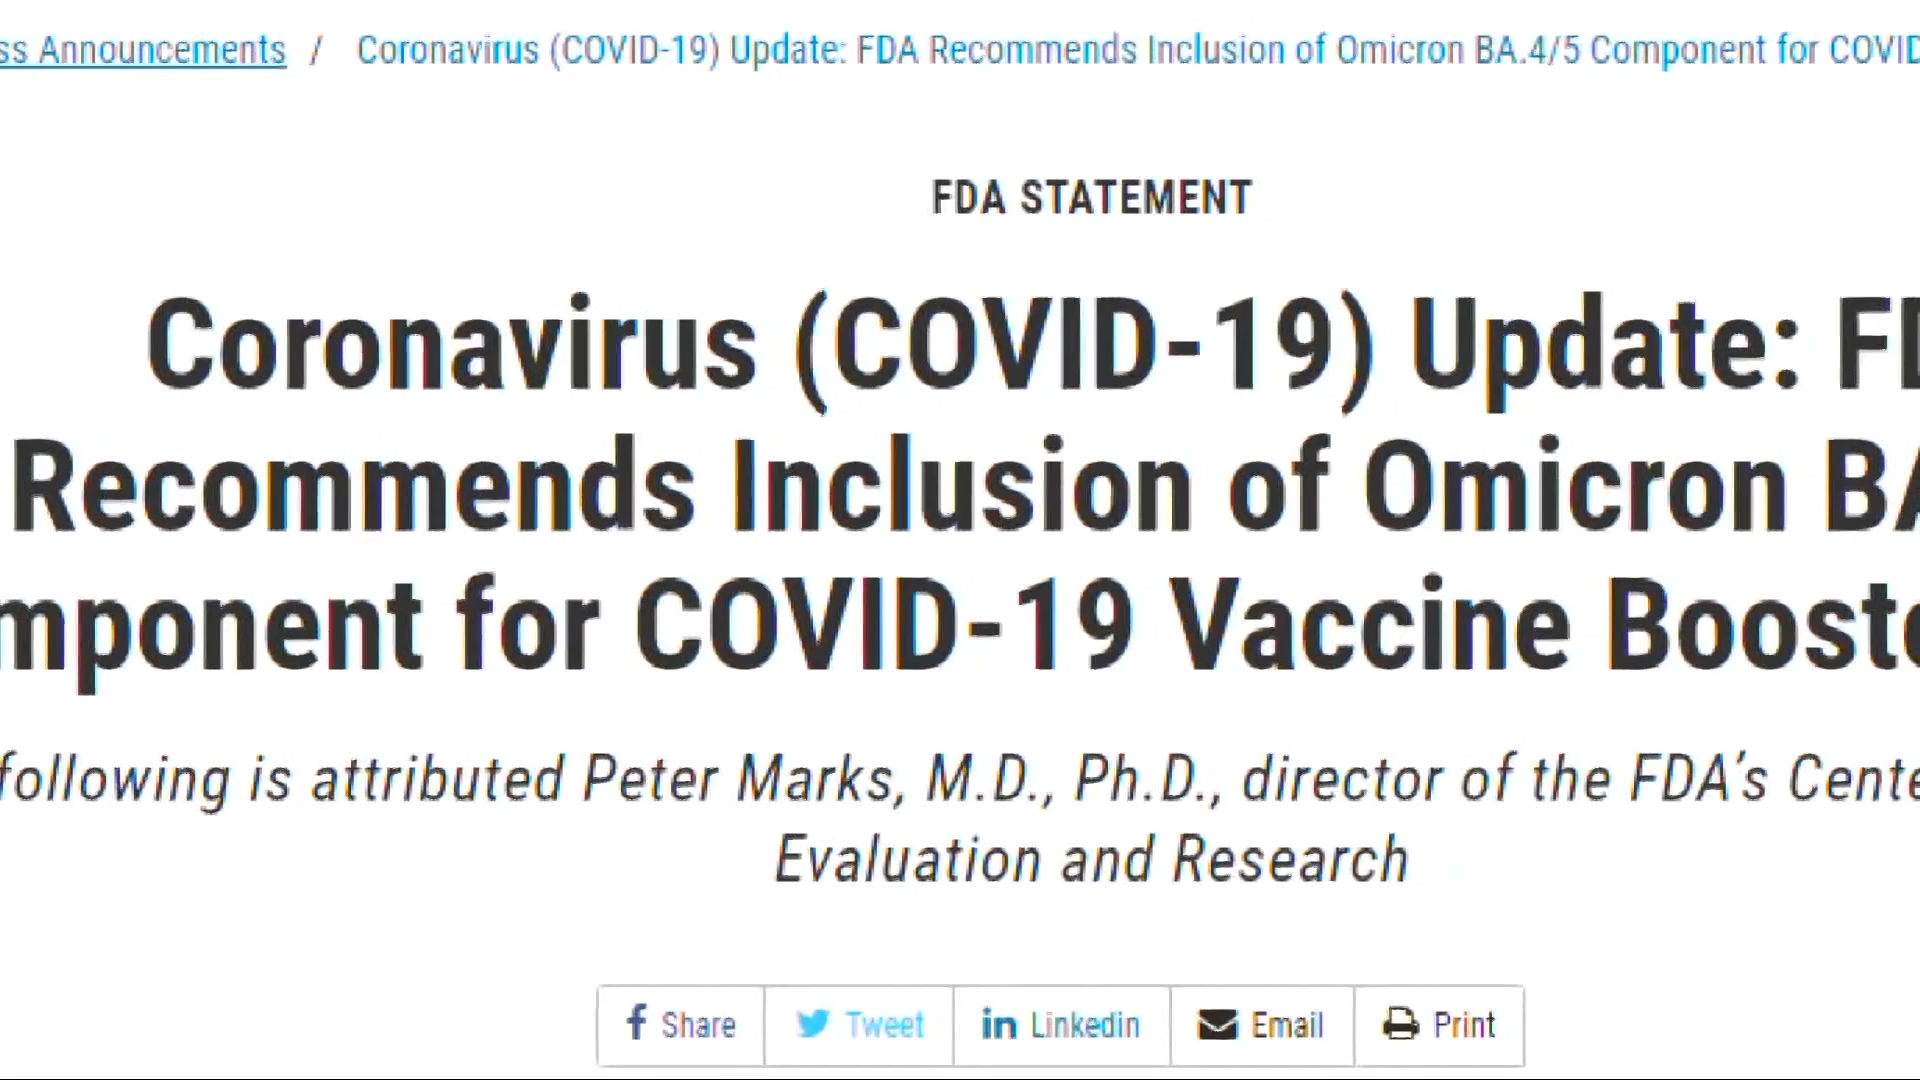 ss Announcements / Coronavirus (COVID-19) Update: FDA Recommends Inclusion of Omicron BA.4/5 Component for COVID
FDA STATEMENT
Coronavirus (COVID-19) Update: FD
Recommends Inclusion of Omicron BA
mponent for COVID-19 Vaccine Booste
following is attributed Peter Marks, M.D., Ph.D., director of the FDA's Cente
Evaluation and Research
Share Tweet Linkedin Email Print